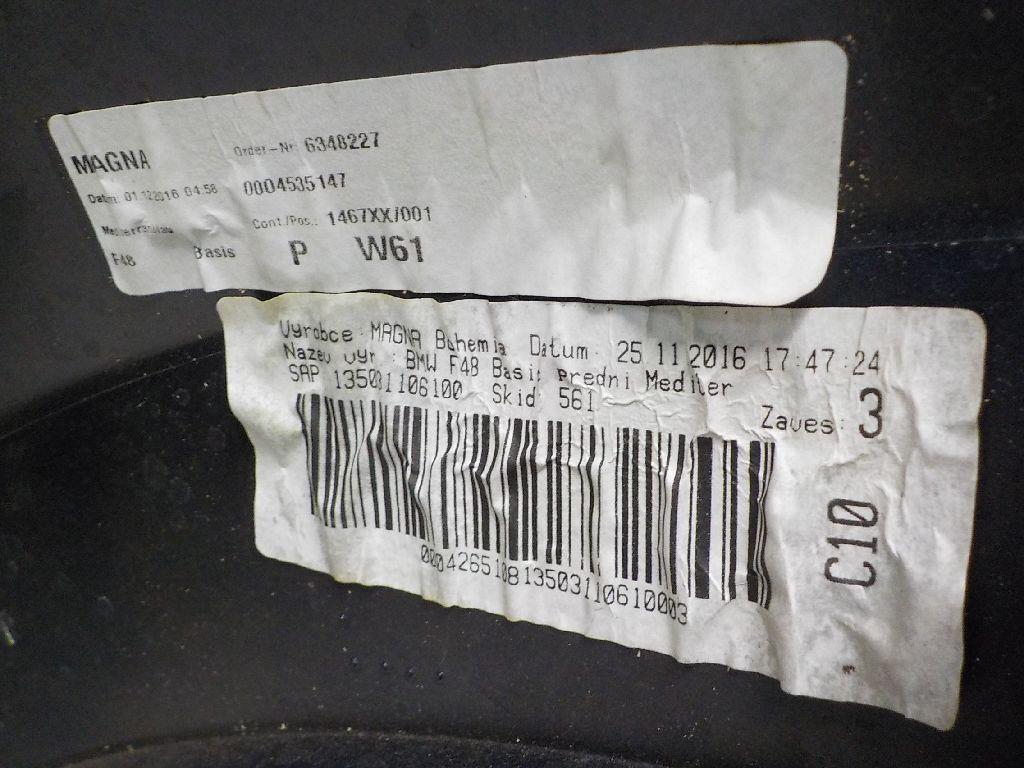 MAGNA Order-Nr. 6348227
Datum: 01.12.2016 04:58 0004535147
Cont./Pos.: 1467XX/001
F48 Basis P W61
Vyrobce: MAGNA Bohemia Datum: 25.11.2016 17:47:24
Nazev vyr.: BMW F48 Basis Predni Mediter
SAP 135031106100 Skid 561
Zaves: 3
C10
000426510813503110610003